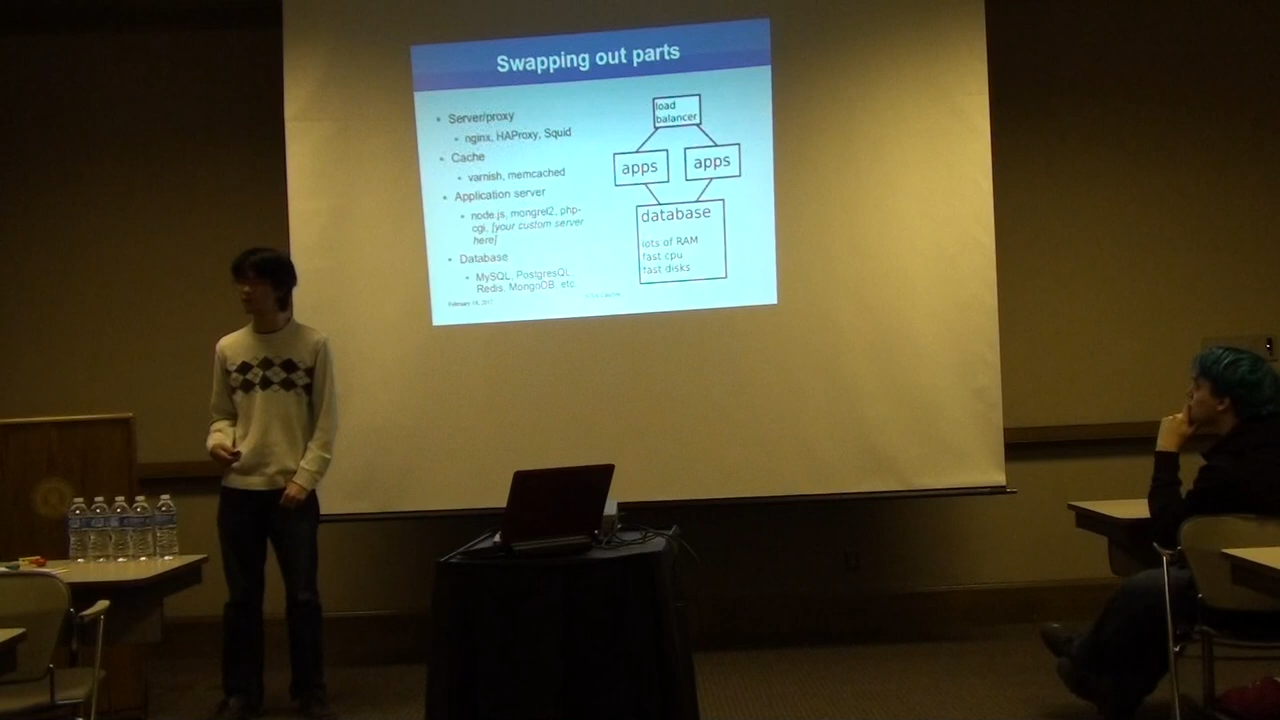 Swapping out parts
Server/proxy
nginx, HAProxy, Squid
Cache
varnish, memcached
Application server
node.js, mongrel2, php-
cgi, [your custom server
here]
Database
MySQL, PostgresQL,
Redis, MongoDB, etc
load
balancer
apps
apps
database
lots of RAM
fast cpu
fast disks